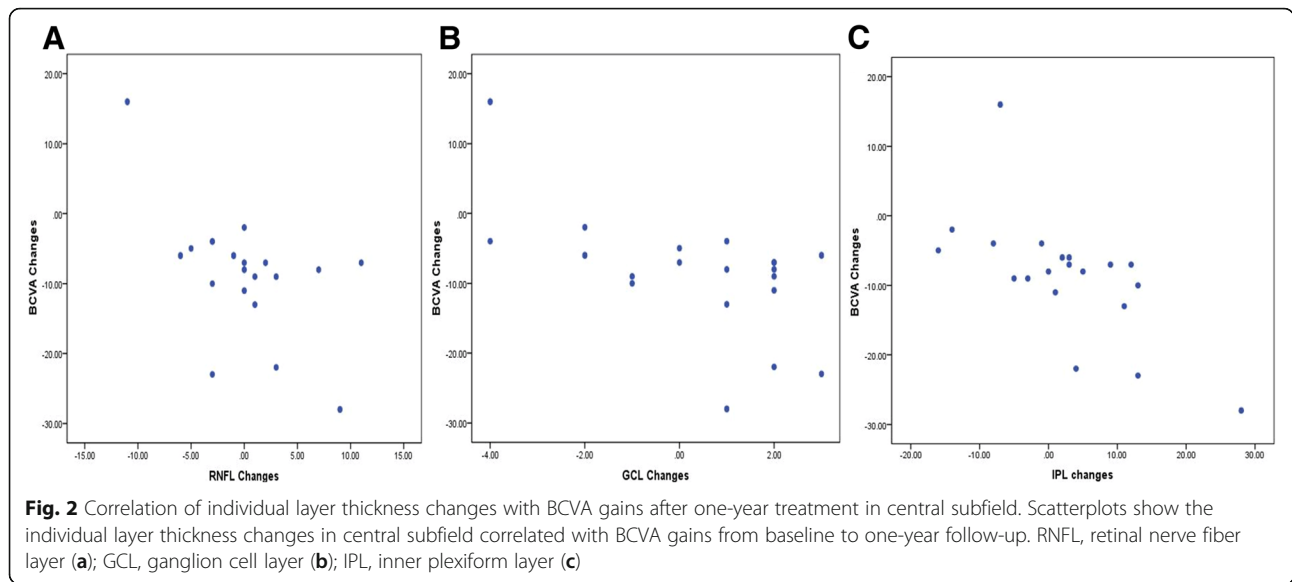 A
B
C
20.00
10.00
.00
-10.00
-20.00
-30.00
BCVA Changes
-15.00 -10.00 -5.00 .00 5.00 10.00 15.00
RNFL Changes
20.00
10.00
.00
-10.00
-20.00
-30.00
BCVA Changes
-4.00 -2.00 .00 2.00
GCL Changes
20.00
10.00
.00
-10.00
-20.00
-30.00
BCVA Changes
-20.00 -10.00 .00 10.00 20.00 30.00
IPL changes
Fig. 2 Correlation of individual layer thickness changes with BCVA gains after one-year treatment in central subfield. Scatterplots show the
individual layer thickness changes in central subfield correlated with BCVA gains from baseline to one-year follow-up. RNFL, retinal nerve fiber
layer (a); GCL, ganglion cell layer (b); IPL, inner plexiform layer (c)